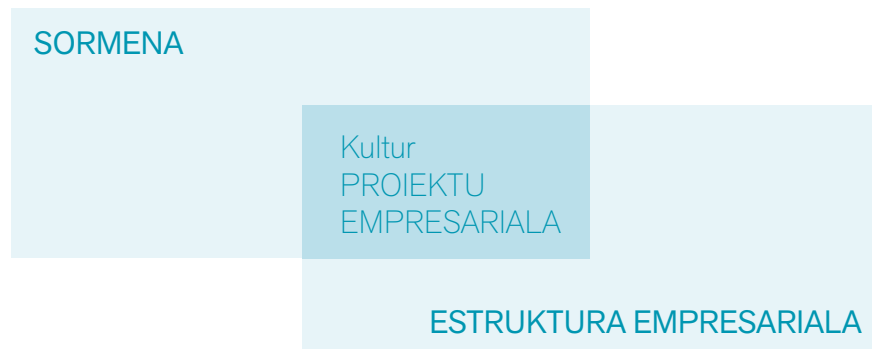 SORMENA
Kultur
PROIEKTU
EMPRESARIALA
ESTRUKTURA EMPRESARIALA